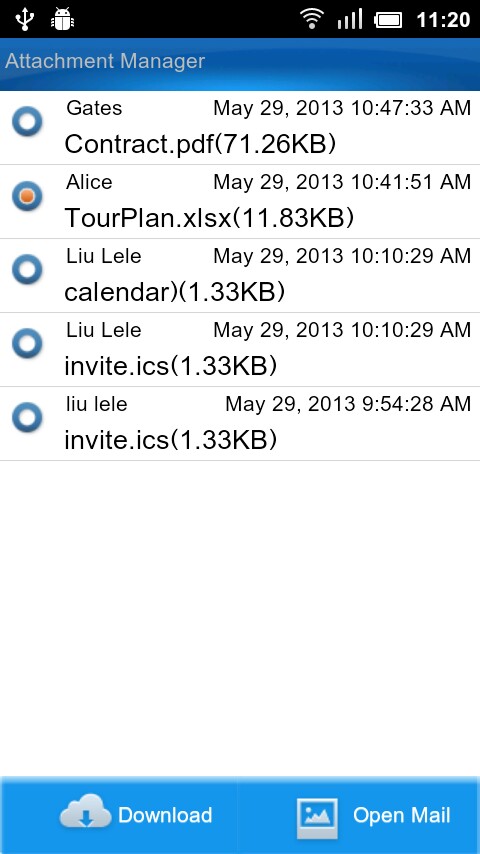 11:20
Attachment Manager
Gates May 29, 2013 10:47:33 AM
Contract.pdf(71.26KB)
Alice May 29, 2013 10:41:51 AM
TourPlan.xlsx(11.83KB)
Liu Lele May 29, 2013 10:10:29 AM
calendar)(1.33KB)
Liu Lele May 29, 2013 10:10:29 AM
invite.ics(1.33KB)
liu lele May 29, 2013 9:54:28 AM
invite.ics(1.33KB)
Download Open Mail